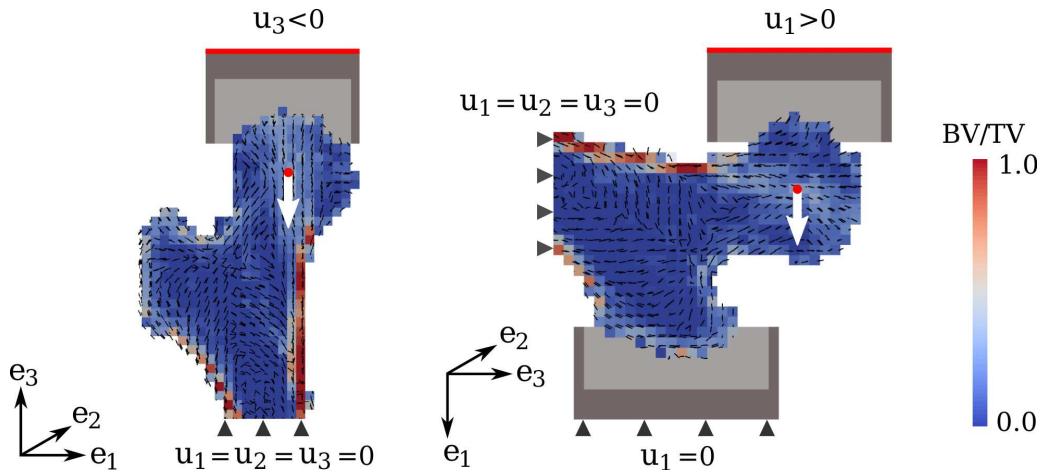 u₃<0
u₁>0
u₁=u₂=u₃=0
BV/TV
1.0
0.0
e₃
e₂
e₁
u₁=u₂=u₃=0
e₂
e₃
e₁
u₁=0